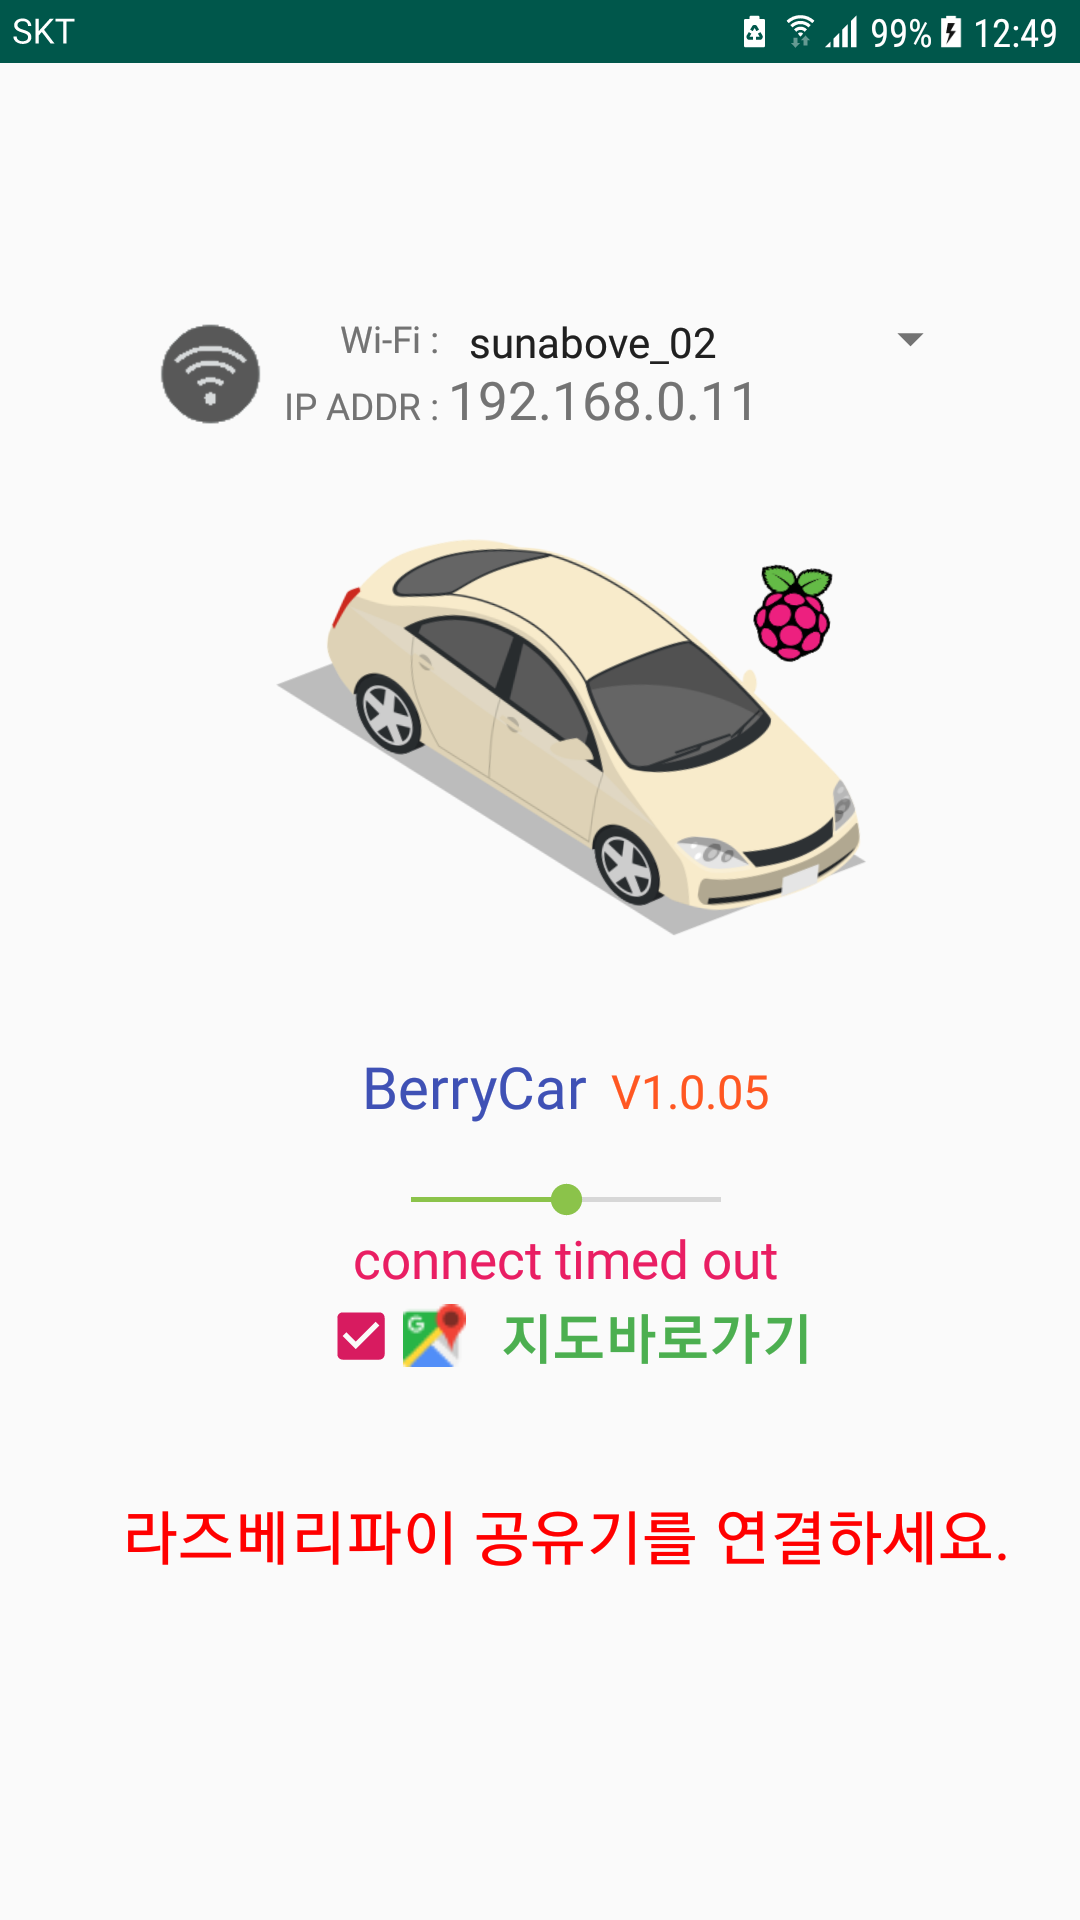 SKT 99% 12:49
Wi-Fi : sunabove_02
IP ADDR : 192.168.0.11
BerryCar V1.0.05
connect timed out
G 지도바로가기
라즈베리파이 공유기를 연결하세요.